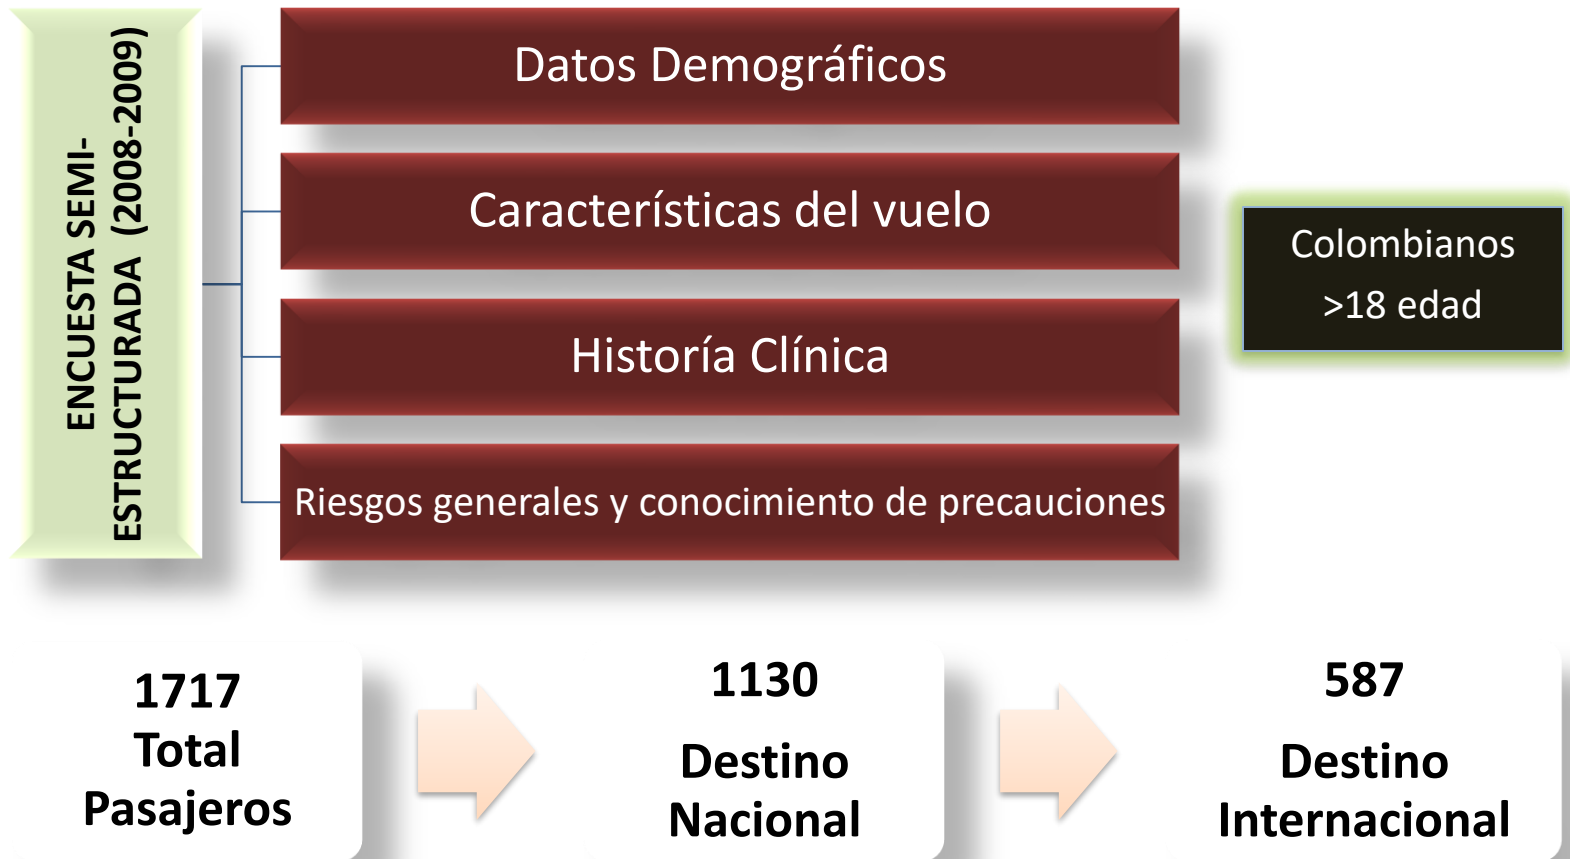 ENCUESTA SEMI-
ESTRUCTURADA (2008-2009)
Datos Demográficos
Características del vuelo
Historía Clínica
Riesgos generales y conocimiento de precauciones
Colombianos
>18 edad
1717
Total
Pasajeros
1130
Destino
Nacional
587
Destino
Internacional